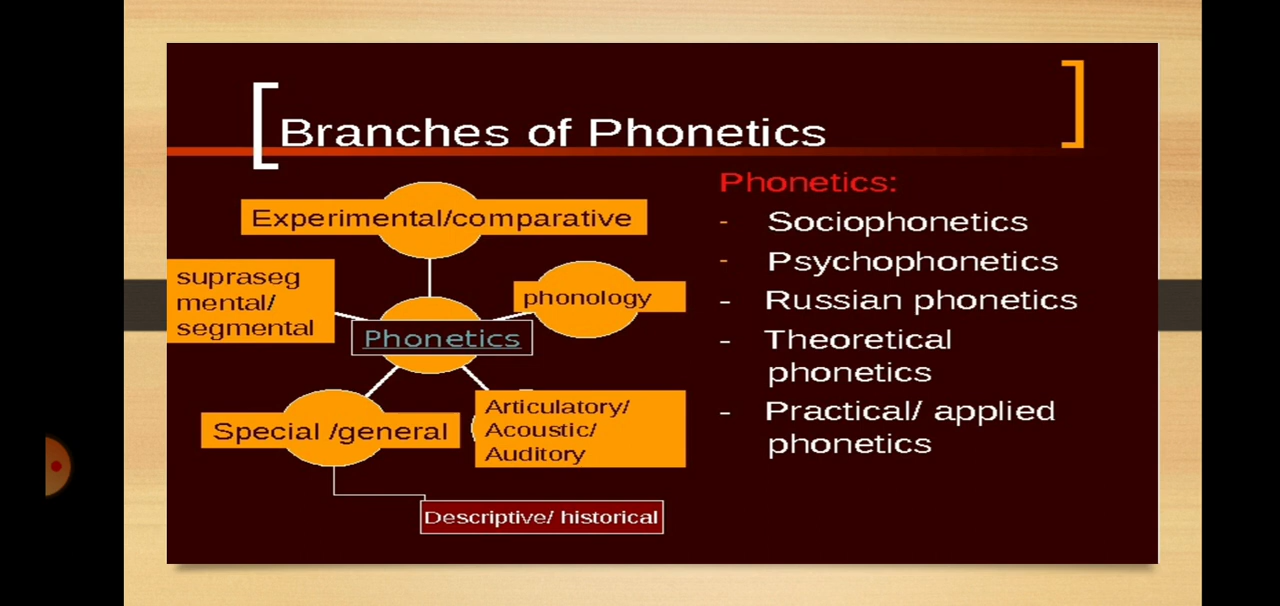 Branches of Phonetics
Experimental/comparative
supraseg
mental/
segmental
phonology
Phonetics
Special /general
Articulatory/
Acoustic/
Auditory
Descriptive/ historical
Phonetics:
- Sociophonetics
- Psychophonetics
- Russian phonetics
- Theoretical
phonetics
- Practical/ applied
phonetics